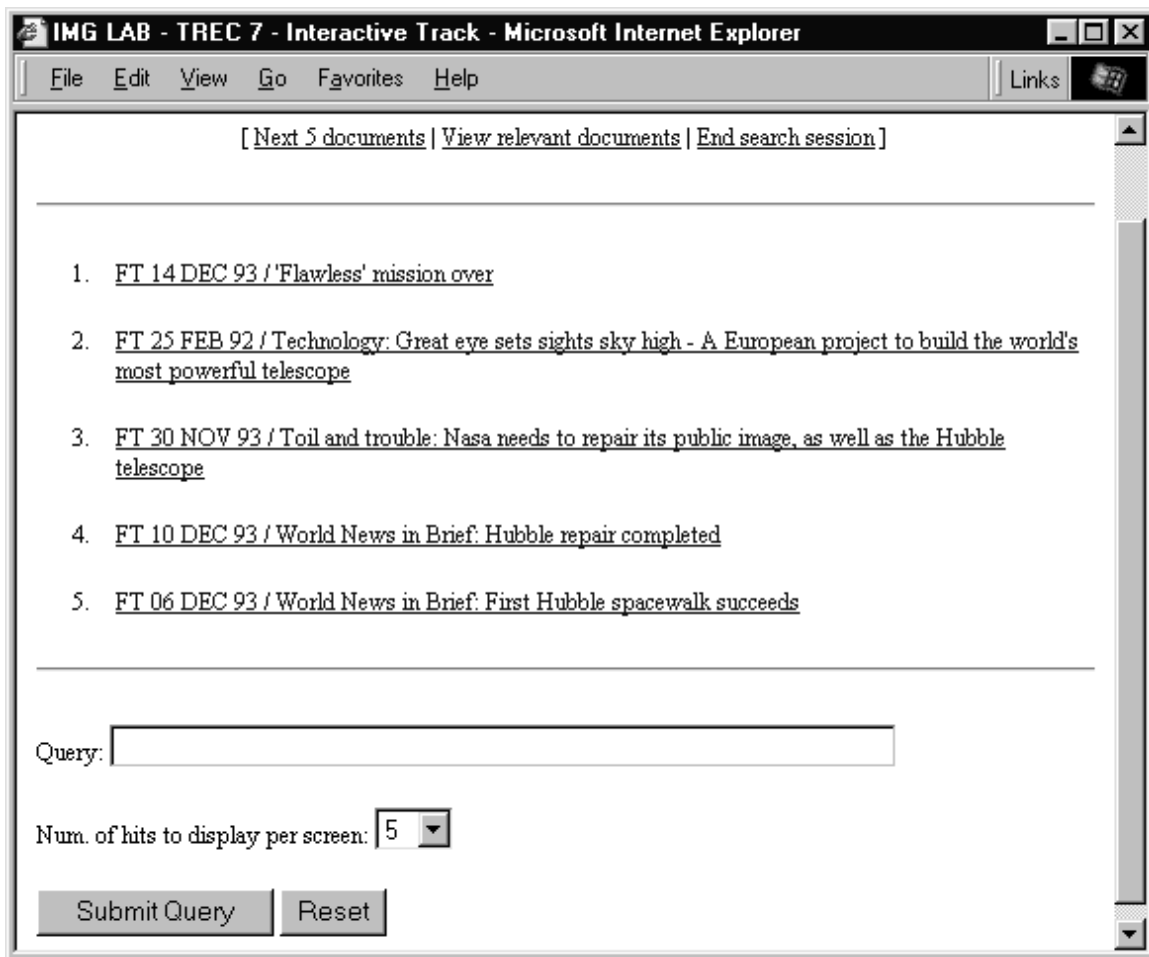 IMG LAB - TREC 7 - Interactive Track - Microsoft Internet Explorer
File Edit View Go Favorites Help Links
[ Next 5 documents | View relevant documents | End search session ]
1. FT 14 DEC 93 / 'Flawless' mission over
2. FT 25 FEB 92 / Technology: Great eye sets sights sky high - A European project to build the world's
most powerful telescope
3. FT 30 NOV 93 / Toil and trouble: Nasa needs to repair its public image, as well as the Hubble
telescope
4. FT 10 DEC 93 / World News in Brief: Hubble repair completed
5. FT 06 DEC 93 / World News in Brief: First Hubble spacewalk succeeds
Query:
Num. of hits to display per screen: 5
Submit Query Reset